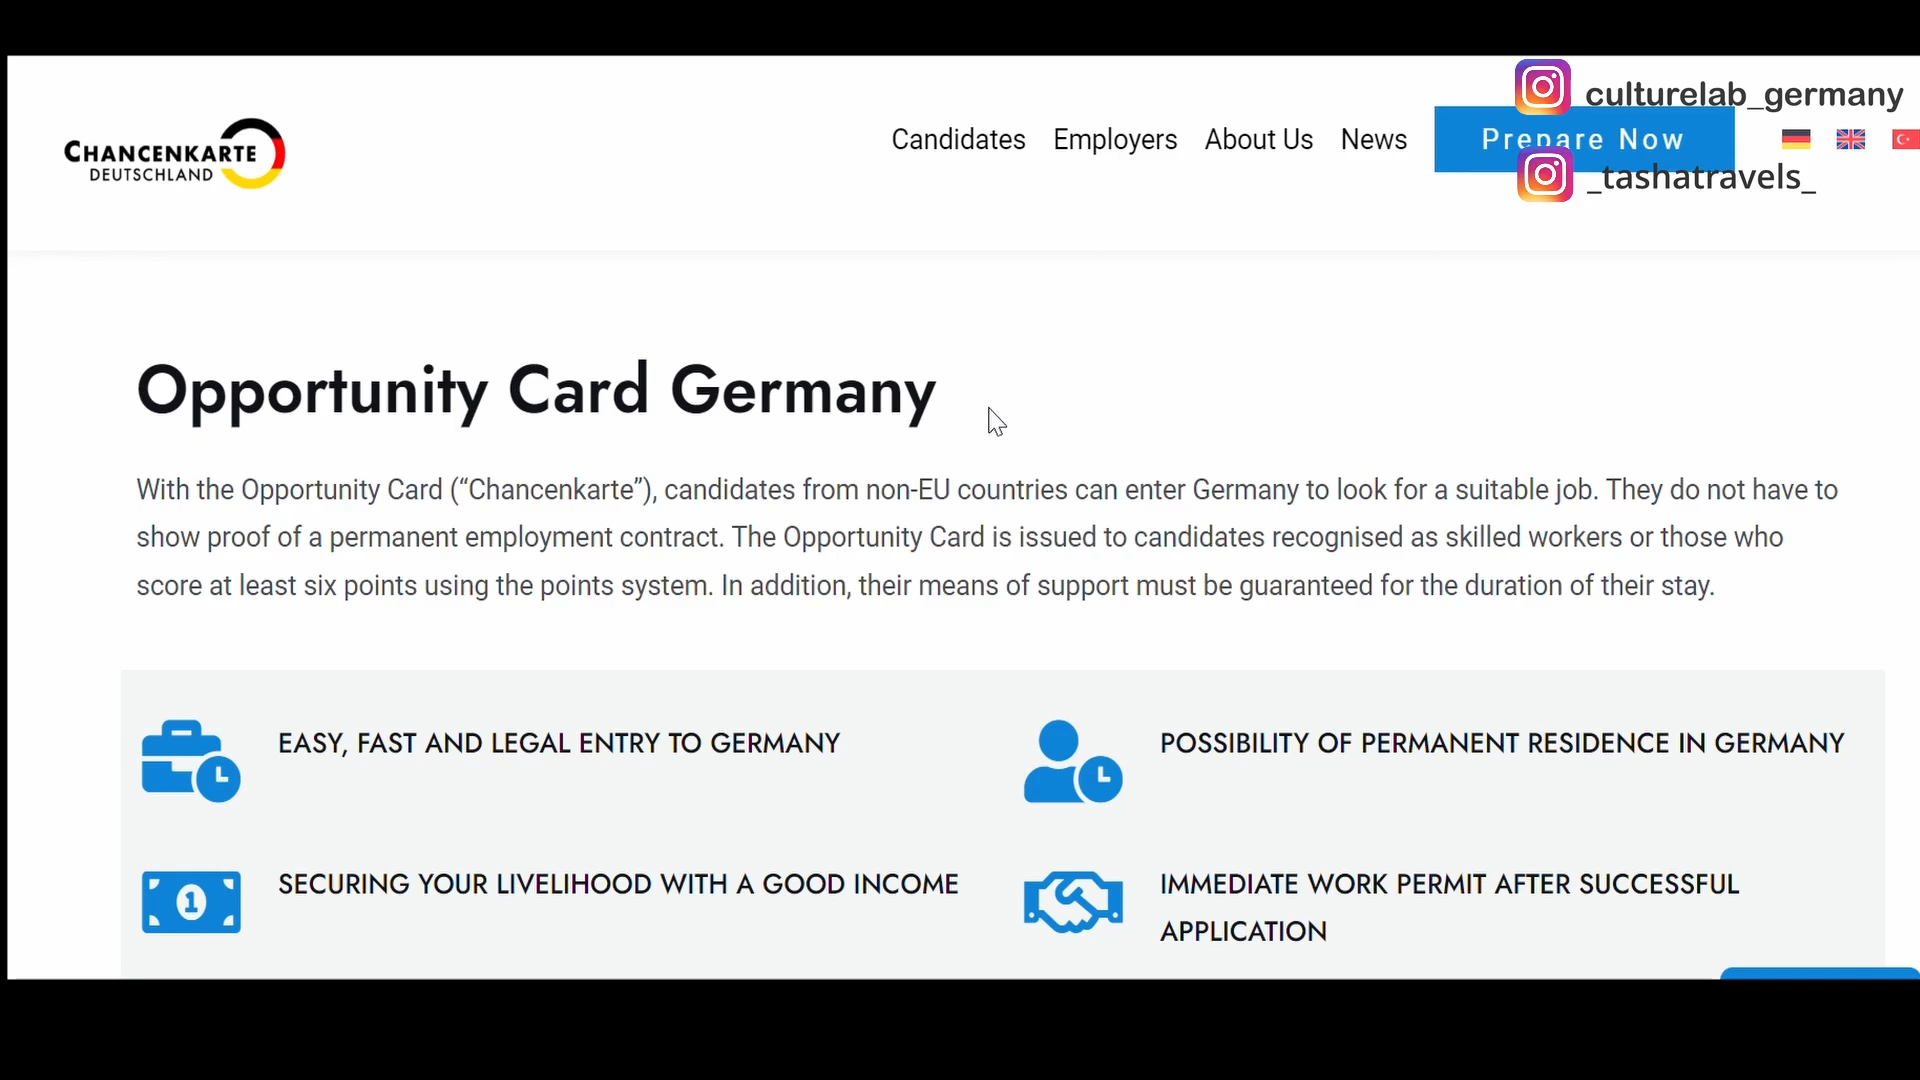 culturelab_germany
CHANCENKARTE
DEUTSCHLAND
Candidates Employers About Us News Prepare Now
_tashatravels_
Opportunity Card Germany
With the Opportunity Card (“Chancenkarte”), candidates from non-EU countries can enter Germany to look for a suitable job. They do not have to
show proof of a permanent employment contract. The Opportunity Card is issued to candidates recognised as skilled workers or those who
score at least six points using the points system. In addition, their means of support must be guaranteed for the duration of their stay.
EASY, FAST AND LEGAL ENTRY TO GERMANY
POSSIBILITY OF PERMANENT RESIDENCE IN GERMANY
1
SECURING YOUR LIVELIHOOD WITH A GOOD INCOME
IMMEDIATE WORK PERMIT AFTER SUCCESSFUL
APPLICATION